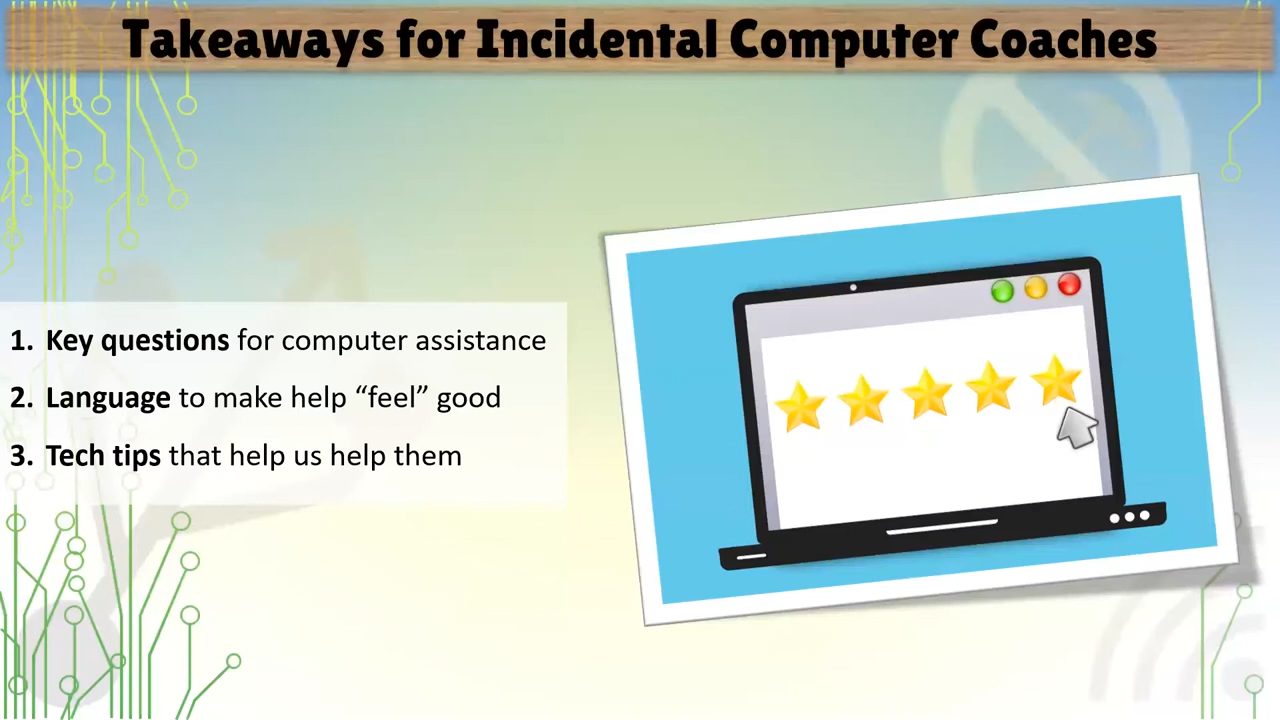 Takeaways for Incidental Computer Coaches
1. Key questions for computer assistance
2. Language to make help “feel” good
3. Tech tips that help us help them